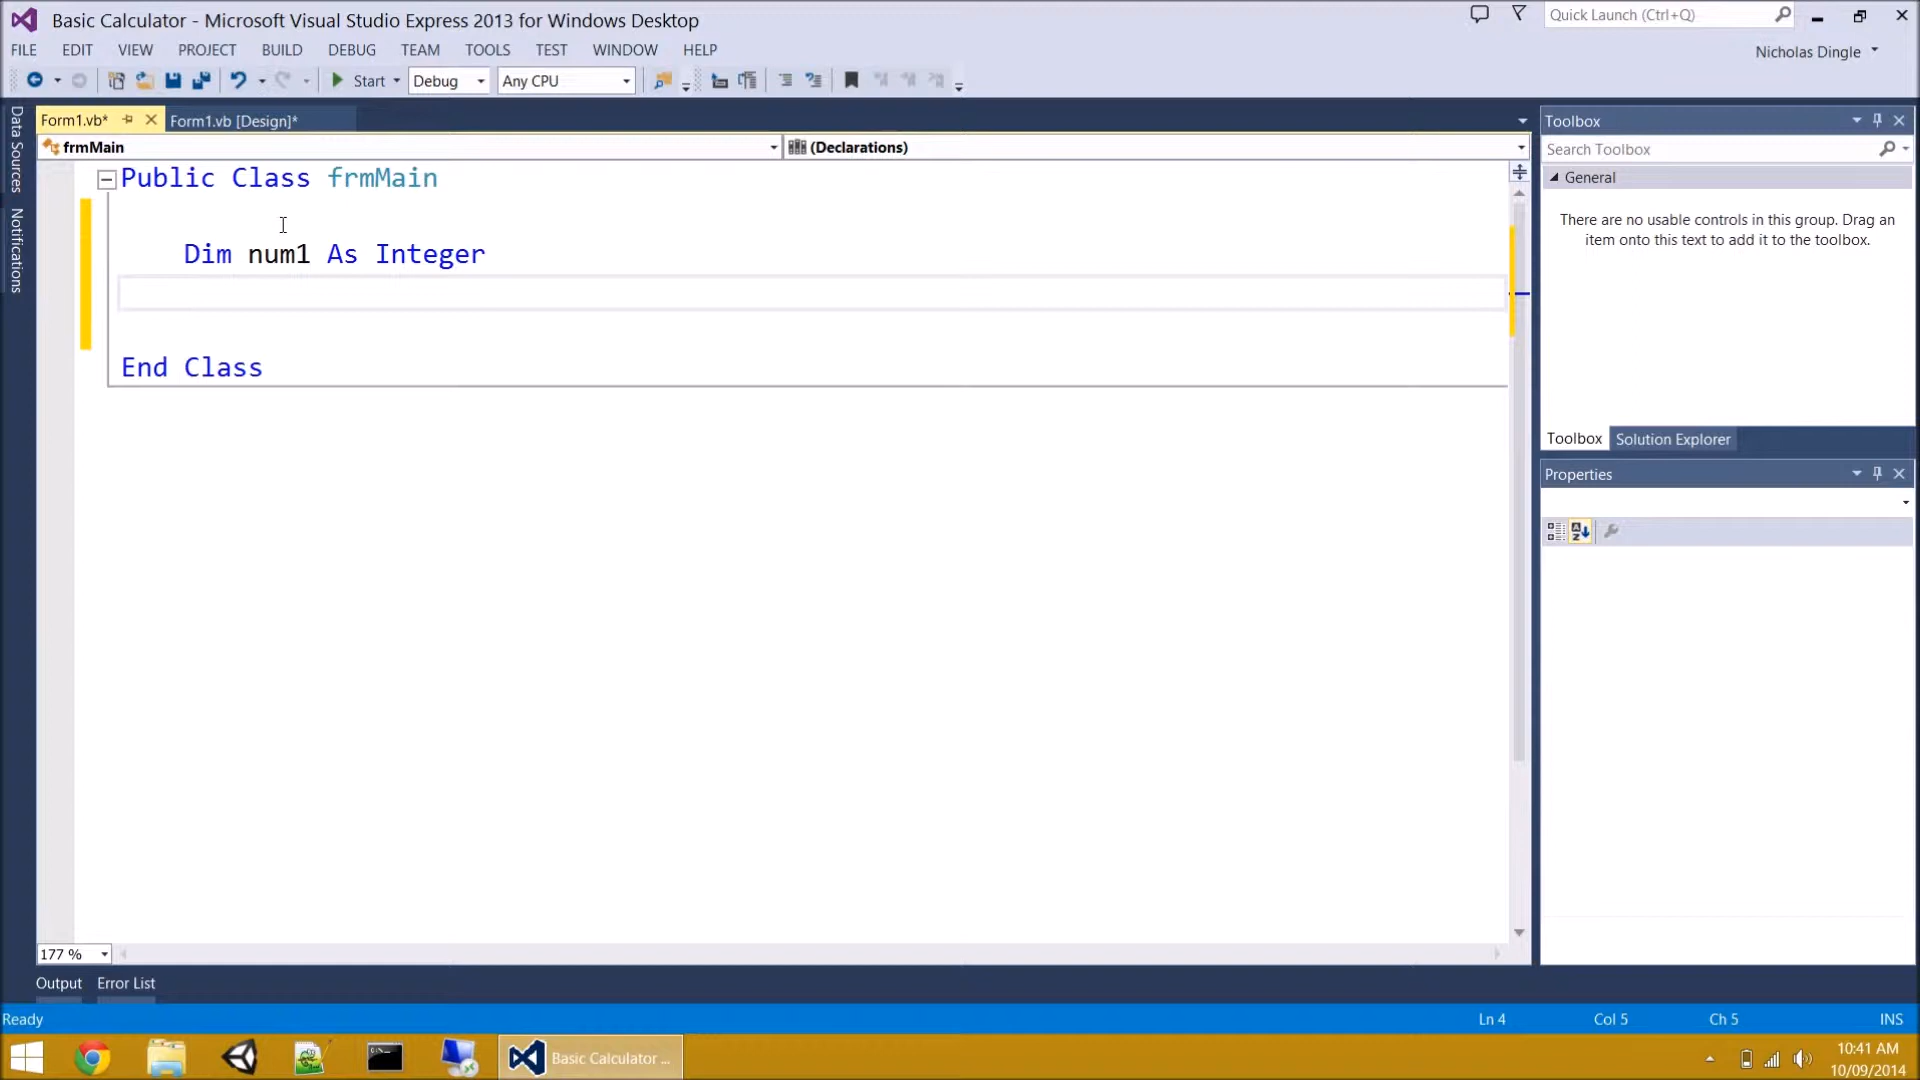 Basic Calculator - Microsoft Visual Studio Express 2013 for Windows Desktop
Quick Launch (Ctrl+Q)
FILE EDIT VIEW PROJECT BUILD DEBUG TEAM TOOLS TEST WINDOW HELP
Nicholas Dingle
Start Debug Any CPU
Data Sources
Notifications
Form1.vb* Form1.vb [Design]*
frmMain (Declarations)
Public Class frmMain
Dim num1 As Integer
End Class
177 %
Toolbox
Search Toolbox
General
There are no usable controls in this group. Drag an
item onto this text to add it to the toolbox.
Toolbox Solution Explorer
Properties
Output Error List
Ready Ln 4 Col 5 Ch 5 INS
Basic Calculator ...
10:41 AM
10/09/2014